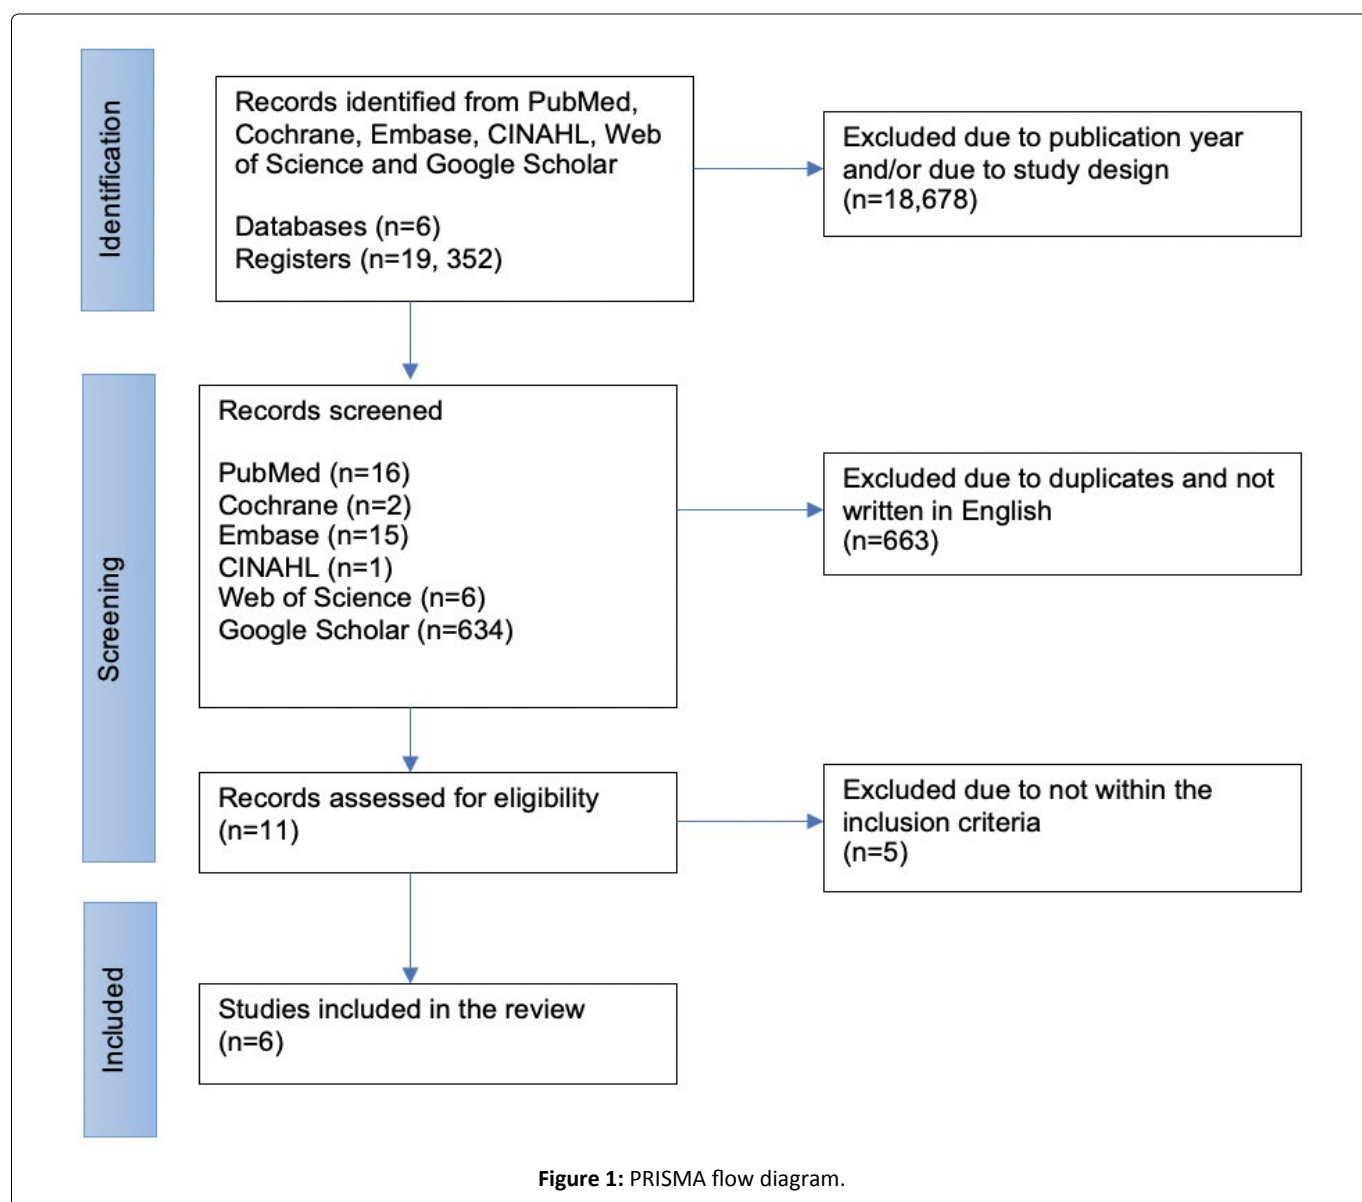 Identification
Records identified from PubMed,
Cochrane, Embase, CINAHL, Web
of Science and Google Scholar
Databases (n=6)
Registers (n=19, 352)
Excluded due to publication year
and/or due to study design
(n=18,678)
Screening
Records screened
PubMed (n=16)
Cochrane (n=2)
Embase (n=15)
CINAHL (n=1)
Web of Science (n=6)
Google Scholar (n=634)
Excluded due to duplicates and not
written in English
(n=663)
Records assessed for eligibility
(n=11)
Excluded due to not within the
inclusion criteria
(n=5)
Included
Studies included in the review
(n=6)
Figure 1: PRISMA flow diagram.